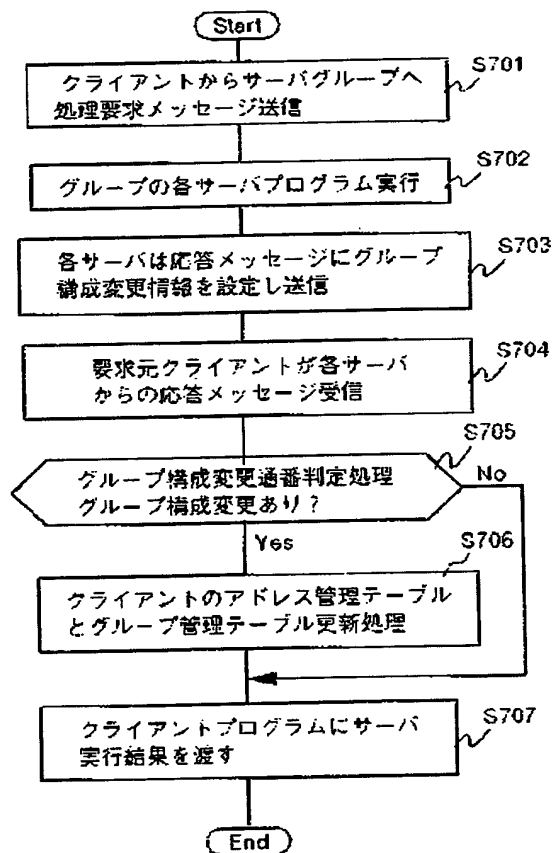 Start
クライアントからサーバグループへ
処理要求メッセージ送信
S701
グループの各サーバプログラム実行
S702
各サーバは応答メッセージにグループ
構成変更情報を設定し送信
S703
要求元クライアントが各サーバ
からの応答メッセージ受信
S704
グループ構成変更通番判定処理
グループ構成変更あり？
S705
No
Yes
クライアントのアドレス管理テーブル
とグループ管理テーブル更新処理
S706
クライアントプログラムにサーバ
実行結果を渡す
S707
End